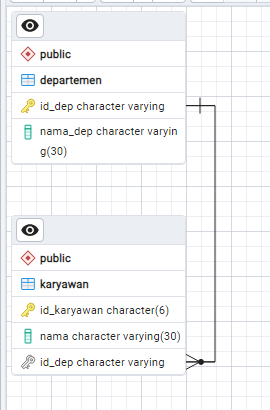 public
departemen
id_dep character varying
nama_dep character varyin
g(30)
public
karyawan
id_karyawan character(6)
nama character varying(30)
id_dep character varying